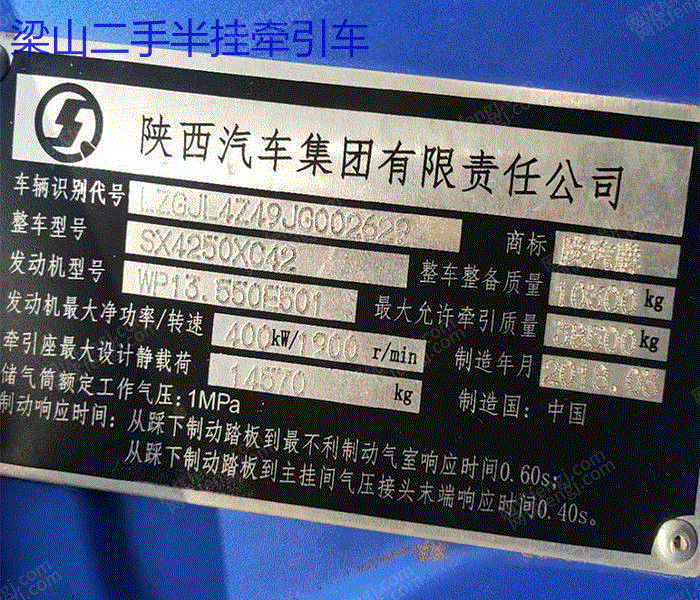 梁山二手半挂牵引车
陕西汽车集团有限责任公司
车辆识别代号 LZGJL4Z49JG002629
商标 陕汽牌
整车型号 SX4250XC42
整车整备质量 10300 kg
发动机型号 WP13.550E501
最大允许牵引质量 kg
发动机最大净功率/转速 400kW/1900 r/min
制造年月 2018.06
牵引座最大设计静载荷 14570 kg
制造国：中国
储气筒额定工作气压：1MPa
制动响应时间：从踩下制动踏板到最不利制动气室响应时间0.60s；
从踩下制动踏板到主挂间气压接头末端响应时间0.40s。